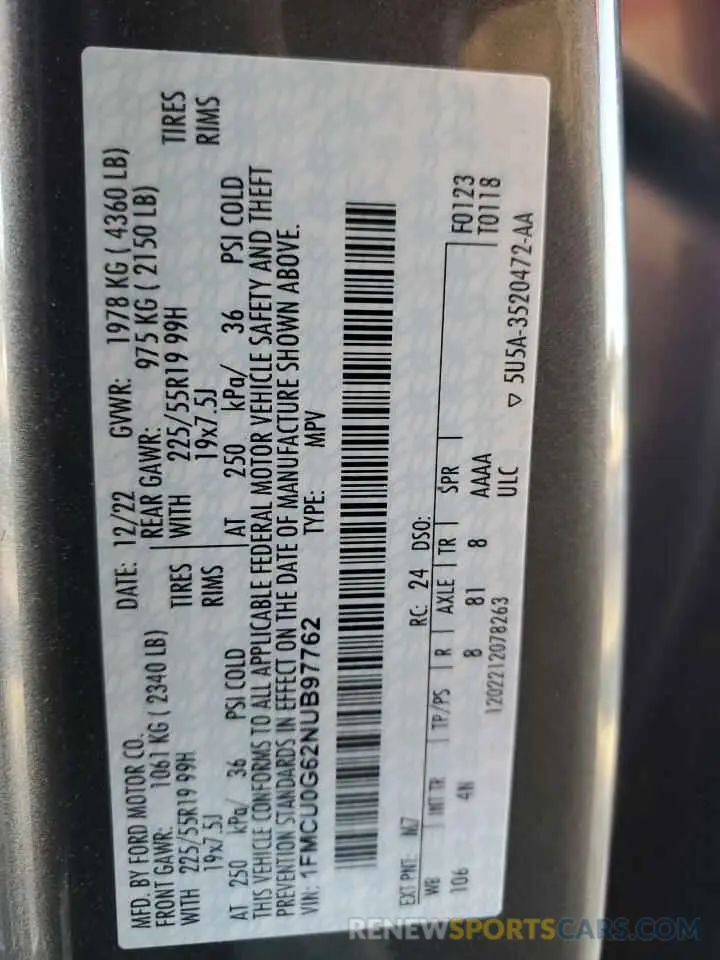 MFD. BY FORD MOTOR CO.
DATE: 12/22 GVWR: 1978 KG ( 4360 LB)
FRONT GAWR: 1061 KG ( 2340 LB) REAR GAWR: 975 KG ( 2150 LB)
WITH 225/55R19 99H TIRES WITH 225/55R19 99H TIRES
19x7.5J RIMS 19x7.5J RIMS
AT 250 kPa/ 36 PSI COLD AT 250 kPa/ 36 PSI COLD
THIS VEHICLE CONFORMS TO ALL APPLICABLE FEDERAL MOTOR VEHICLE SAFETY AND THEFT
PREVENTION STANDARDS IN EFFECT ON THE DATE OF MANUFACTURE SHOWN ABOVE.
VIN: 1FMCU0G62NUB97762 TYPE: MPV
EXT PNT: M7 RC: 24 DSO:
WB INT TR TP/PS R AXLE TR SPR F0123
106 4N 8 81 8 AAAA T0118
1202212078263 ULC
▽ 5U5A-3520472-AA
RENEWSPORTSCARS.COM